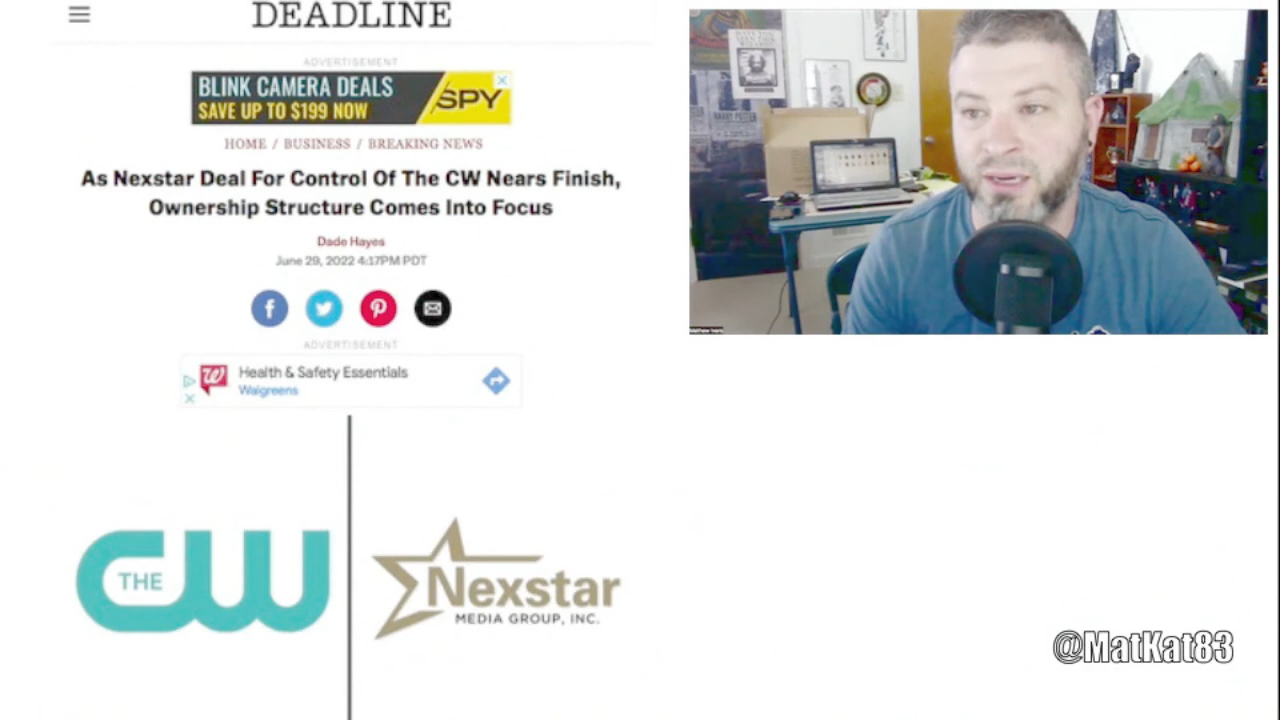 DEADLINE
ADVERTISEMENT
BLINK CAMERA DEALS
SAVE UP TO $199 NOW
SPY
HOME / BUSINESS / BREAKING NEWS
As Nexstar Deal For Control Of The CW Nears Finish,
Ownership Structure Comes Into Focus
Dade Hayes
June 29, 2022 4:17PM PDT
ADVERTISEMENT
Health & Safety Essentials
Walgreens
THE CW
Nexstar
MEDIA GROUP, INC.
HARRY POTTER
@MatKat83